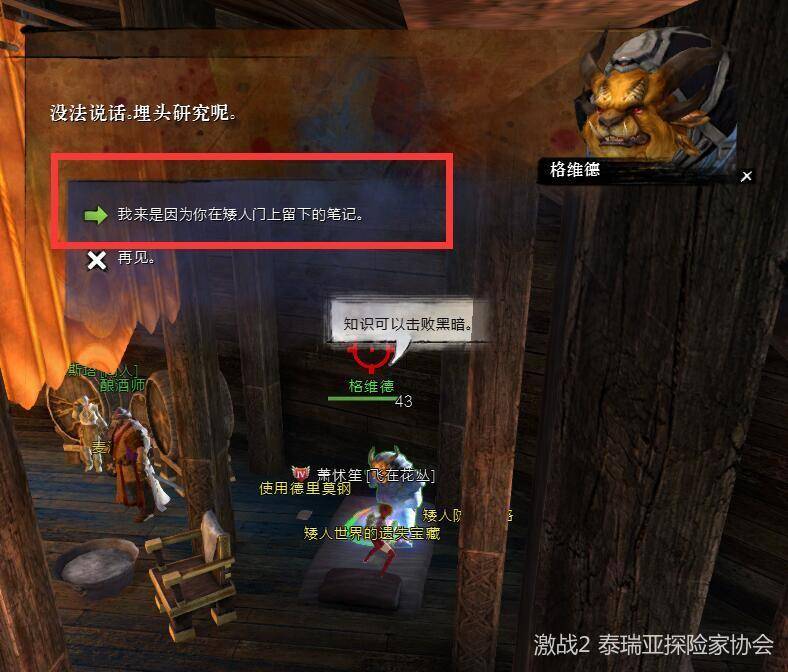 没法说话。埋头研究呢。
格维德
我来是因为你在矮人门上留下的笔记。
再见。
知识可以击败黑暗。
格维德
43
酿酒师
萧恷笙[飞在花丛]
使用德里莫钢
矮人世界的遗失宝藏
激战2 泰瑞亚探险家协会